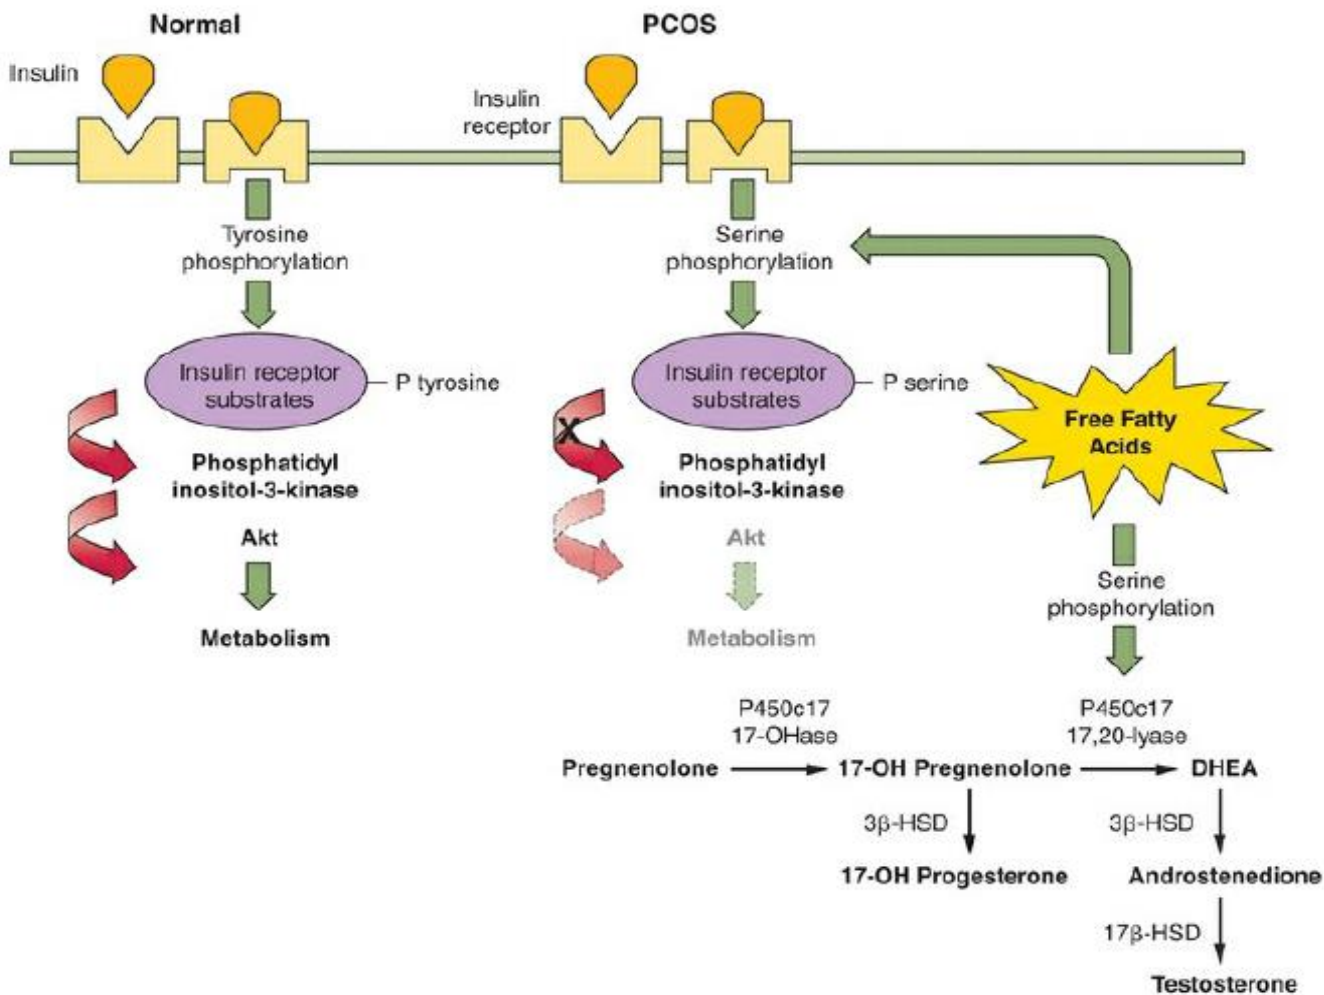 Normal
PCOS
Insulin
Insulin
receptor
Tyrosine
phosphorylation
Serine
phosphorylation
Insulin receptor
substrates
P tyrosine
Insulin receptor
substrates
P serine
Free Fatty
Acids
X
Phosphatidyl
inositol-3-kinase
Phosphatidyl
inositol-3-kinase
Akt
Akt
Serine
phosphorylation
Metabolism
Metabolism
P450c17
17-OHase
P450c17
17,20-lyase
Pregnenolone
17-OH Pregnenolone
DHEA
3β-HSD
3β-HSD
17-OH Progesterone
Androstenedione
17β-HSD
Testosterone